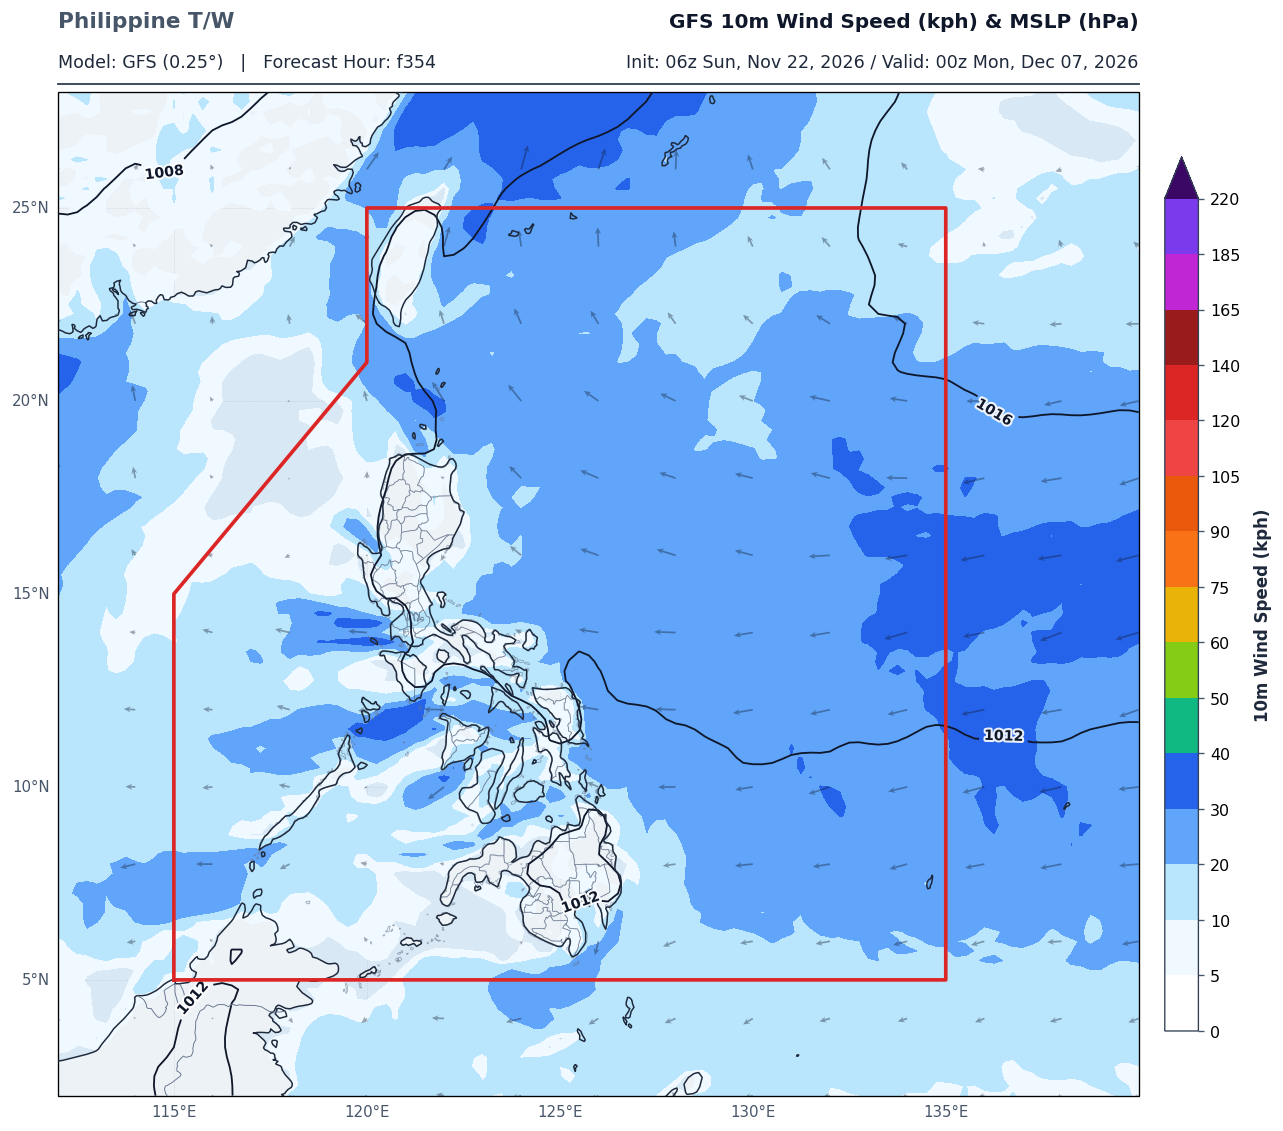 Philippine T/W
GFS 10m Wind Speed (kph) & MSLP (hPa)
Model: GFS (0.25°)   |   Forecast Hour: f354
Init: 06z Sun, Nov 22, 2026 / Valid: 00z Mon, Dec 07, 2026
1008
1016
1012
1012
1012
25°N
20°N
15°N
10°N
5°N
115°E
120°E
125°E
130°E
135°E
220
185
165
140
120
105
90
75
60
50
40
30
20
10
5
0
10m Wind Speed (kph)